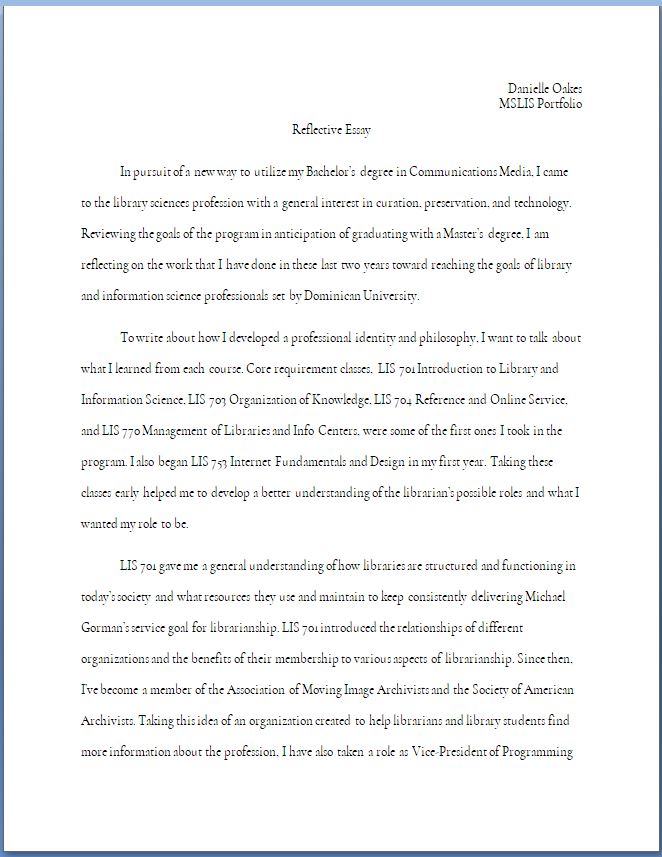 Danielle Oakes
MSLIS Portfolio
Reflective Essay
In pursuit of a new way to utilize my Bachelor's degree in Communications Media, I came
to the library sciences profession with a general interest in curation, preservation, and technology.
Reviewing the goals of the program in anticipation of graduating with a Master's degree, I am
reflecting on the work that I have done in these last two years toward reaching the goals of library
and information science professionals set by Dominican University.
To write about how I developed a professional identity and philosophy, I want to talk about
what I learned from each course. Core requirement classes, LIS 701 Introduction to Library and
Information Science, LIS 703 Organization of Knowledge, LIS 704 Reference and Online Service,
and LIS 770 Management of Libraries and Info Centers, were some of the first ones I took in the
program. I also began LIS 753 Internet Fundamentals and Design in my first year. Taking these
classes early helped me to develop a better understanding of the librarian's possible roles and what I
wanted my role to be.
LIS 701 gave me a general understanding of how libraries are structured and functioning in
today's society and what resources they use and maintain to keep consistently delivering Michael
Gorman's service goal for librarianship. LIS 701 introduced the relationships of different
organizations and the benefits of their membership to various aspects of librarianship. Since then,
I've become a member of the Association of Moving Image Archivists and the Society of American
Archivists. Taking this idea of an organization created to help librarians and library students find
more information about the profession, I have also taken a role as Vice-President of Programming